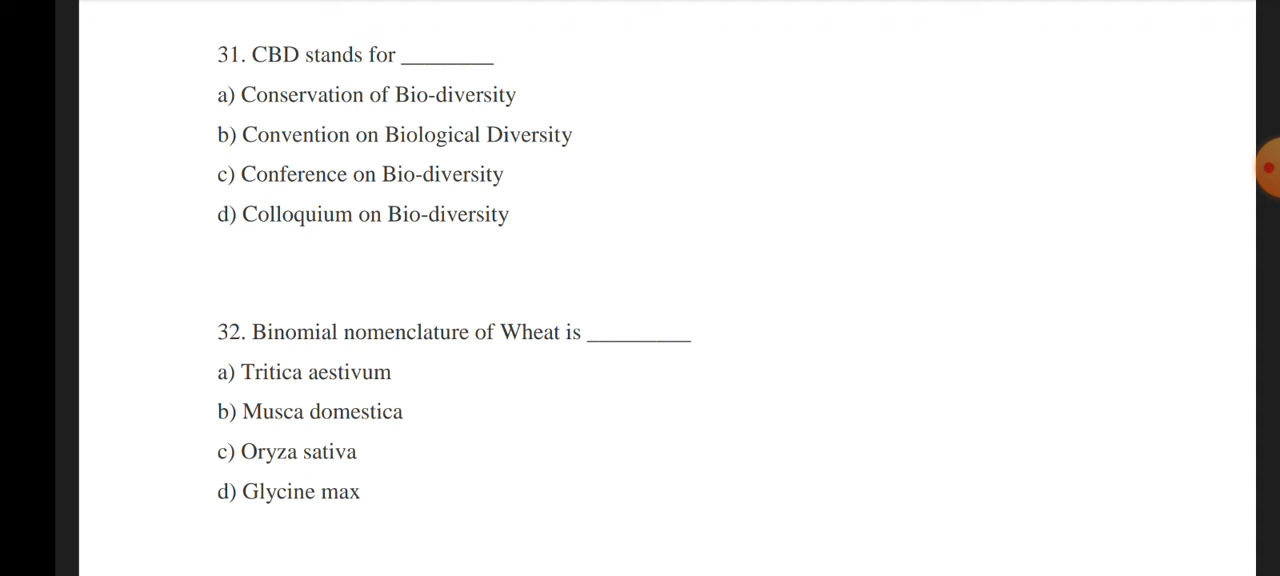 31. CBD stands for ________
a) Conservation of Bio-diversity
b) Convention on Biological Diversity
c) Conference on Bio-diversity
d) Colloquium on Bio-diversity
32. Binomial nomenclature of Wheat is _________
a) Tritica aestivum
b) Musca domestica
c) Oryza sativa
d) Glycine max